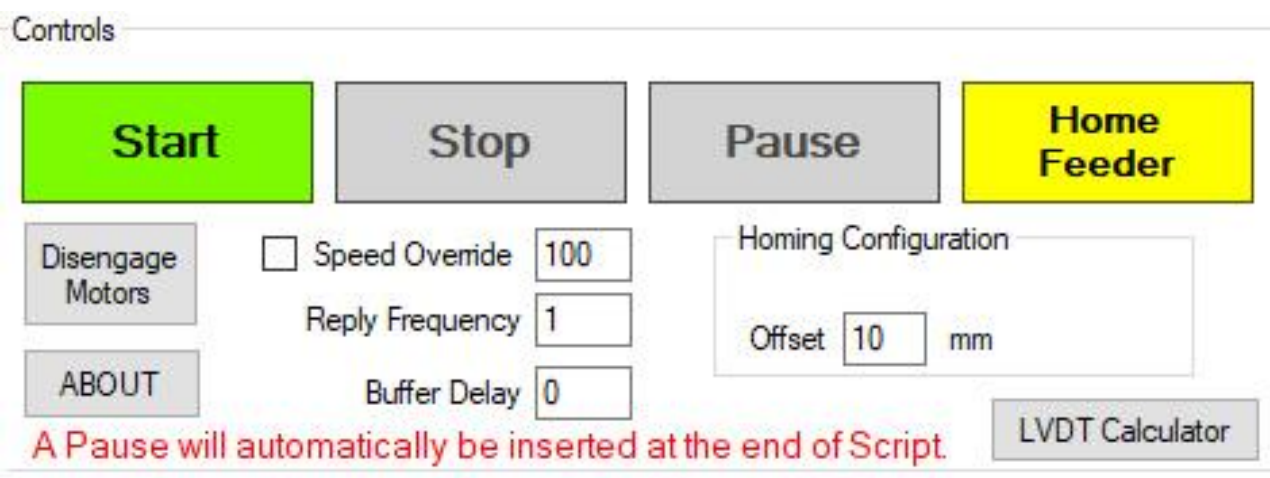 Controls
Start
Stop
Pause
Home
Feeder
Disengage
Motors
Speed Override 100
Reply Frequency 1
Buffer Delay 0
Homing Configuration
Offset 10 mm
ABOUT
LVDT Calculator
A Pause will automatically be inserted at the end of Script.